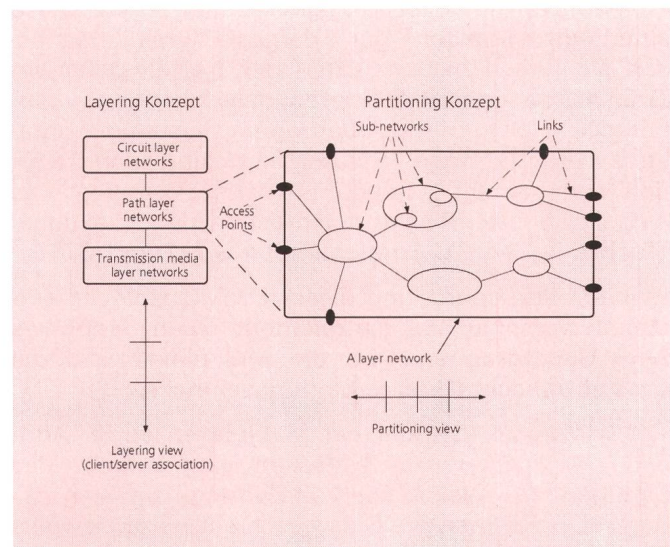 Layering Konzept
Circuit layer
networks
Path layer
networks
Transmission media
layer networks
Layering view
(client/server association)
Partitioning Konzept
Sub-networks
Links
Access
Points
A layer network
Partitioning view